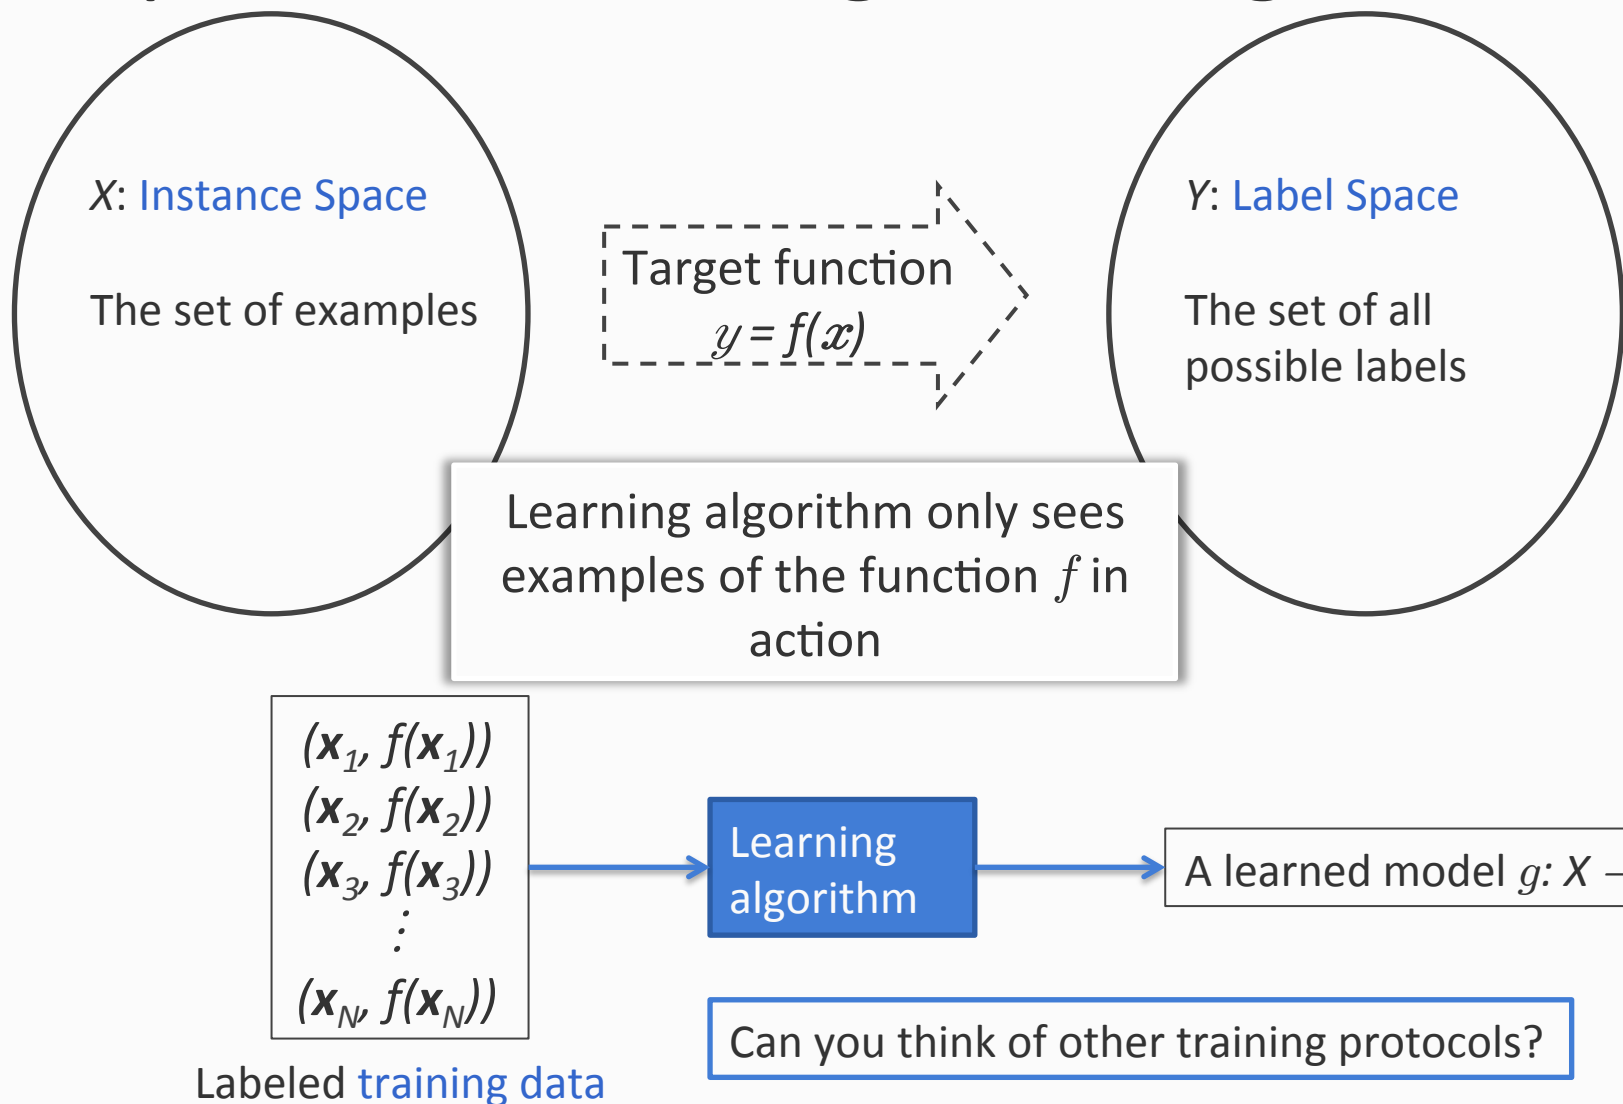 X: Instance Space
The set of examples
Target function
y = f(x)
Y: Label Space
The set of all
possible labels
Learning algorithm only sees
examples of the function f in
action
(x₁, f(x₁))
(x₂, f(x₂))
(x₃, f(x₃))
⋮
(x_N, f(x_N))
Labeled training data
Learning
algorithm
A learned model g: X
Can you think of other training protocols?